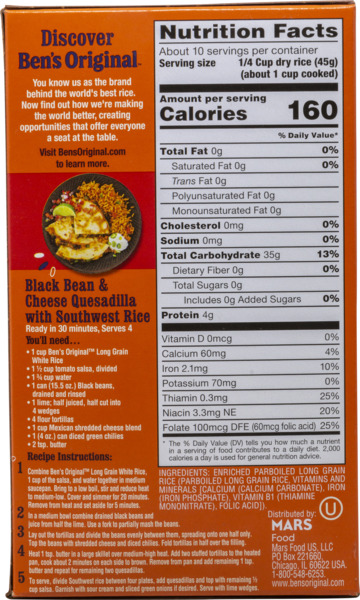 Discover
Ben's Original™
You know us as the brand
behind the world's best rice.
Now find out how we're making
the world better, creating
opportunities that offer everyone
a seat at the table.
Visit BensOriginal.com
to learn more.
Black Bean &
Cheese Quesadilla
with Southwest Rice
Ready in 30 minutes, Serves 4
You'll need...
• 1 cup Ben's Original™ Long Grain
White Rice
• 1 ½ cup tomato salsa, divided
• 1 ¾ cup water
• 1 can (15.5 oz.) Black beans,
drained and rinsed
• 1 lime; half juiced, half cut into
4 wedges
• 4 flour tortillas
• 1 cup Mexican shredded cheese blend
• 1 (4 oz.) can diced green chilies
• 2 tsp. butter
Recipe Instructions:
1 Combine Ben's Original™ Long Grain White Rice,
1 cup of the salsa, and water together in medium
saucepan. Bring to a low boil, stir and reduce heat
to medium-low. Cover and simmer for 20 minutes.
Remove from heat and set aside for 5 minutes.
2 In a medium bowl combine drained black beans and
juice from half the lime. Use a fork to partially mash the beans.
3 Lay out the tortillas and divide the beans evenly between them, spreading onto one half only.
Top the beans with shredded cheese and diced chilies. Fold tortillas in half over the filling.
4 Heat 1 tsp. butter in a large skillet over medium-high heat. Add two stuffed tortillas to the heated
pan, cook about 2 minutes on each side to brown. Remove from pan and add remaining 1 tsp.
butter and repeat for remaining two quesadillas.
5 To serve, divide Southwest rice between four plates, add quesadillas and top with remaining ½
cup salsa. Garnish with sour cream and sliced green onions if desired. Serve with lime wedges.
Nutrition Facts
About 10 servings per container
Serving size 1/4 Cup dry rice (45g)
(about 1 cup cooked)
Amount per serving
Calories 160
% Daily Value*
Total Fat 0g 0%
Saturated Fat 0g 0%
Trans Fat 0g
Polyunsaturated Fat 0g
Monounsaturated Fat 0g
Cholesterol 0mg 0%
Sodium 0mg 0%
Total Carbohydrate 35g 13%
Dietary Fiber 0g 0%
Total Sugars 0g
Includes 0g Added Sugars 0%
Protein 4g
Vitamin D 0mcg 0%
Calcium 60mg 4%
Iron 2.1mg 10%
Potassium 70mg 0%
Thiamin 0.3mg 25%
Niacin 3.3mg NE 20%
Folate 100mcg DFE (60mcg folic acid) 25%
* The % Daily Value (DV) tells you how much a nutrient
in a serving of food contributes to a daily diet. 2,000
calories a day is used for general nutrition advice.
INGREDIENTS: ENRICHED PARBOILED LONG GRAIN
RICE (PARBOILED LONG GRAIN RICE, VITAMINS AND
MINERALS [CALCIUM (CALCIUM CARBONATE), IRON
(IRON PHOSPHATE), VITAMIN B1 (THIAMINE
MONONITRATE), FOLIC ACID]).
Distributed by:
MARS
Food
Mars Food US, LLC
PO Box 221660,
Chicago, IL 60622 USA.
1-800-548-6253.
www.bensoriginal.com
U